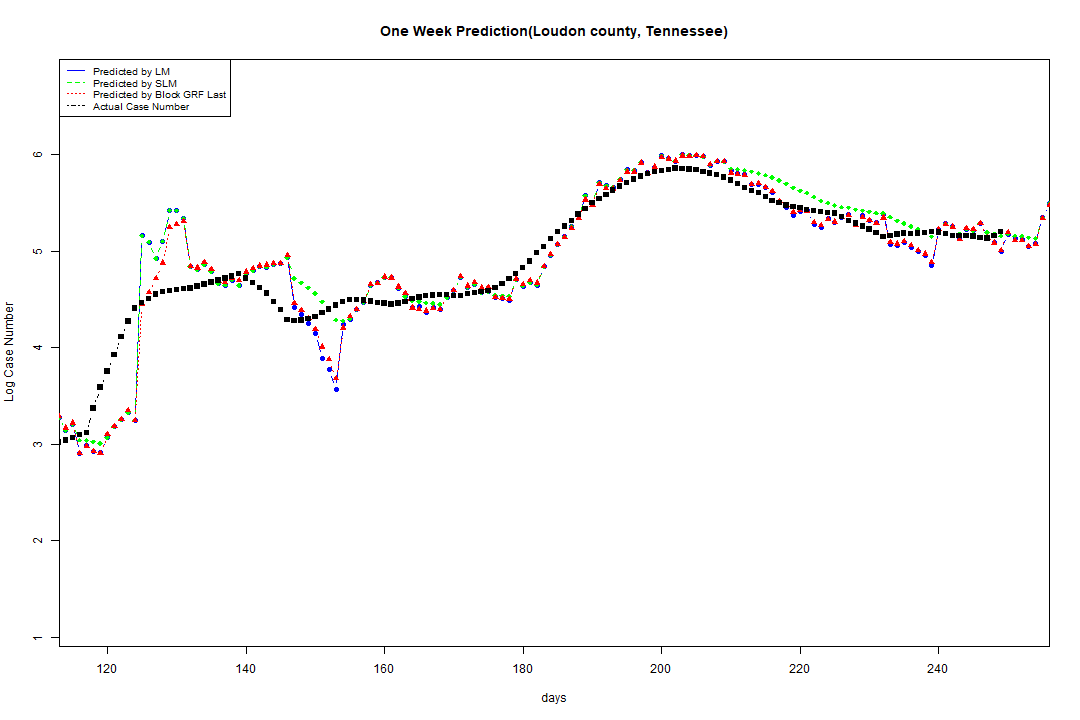 One Week Prediction(Loudon county, Tennessee)
Predicted by LM
Predicted by SLM
Predicted by Block GRF Last
Actual Case Number
Log Case Number
6
5
4
3
2
1
120 140 160 180 200 220 240
days